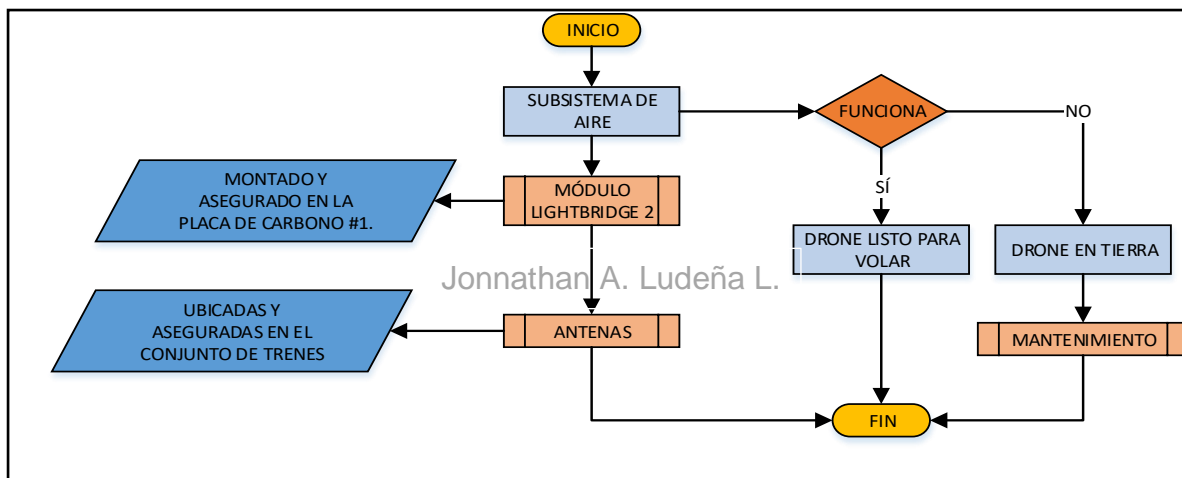 INICIO
SUBSISTEMA DE
AIRE
FUNCIONA
NO
SÍ
MONTADO Y
ASEGURADO EN LA
PLACA DE CARBONO #1.
MÓDULO
LIGHTBRIDGE 2
DRONE LISTO PARA
VOLAR
DRONE EN TIERRA
Jonnathan A. Ludeña L.
UBICADAS Y
ASEGURADAS EN EL
CONJUNTO DE TRENES
ANTENAS
MANTENIMIENTO
FIN